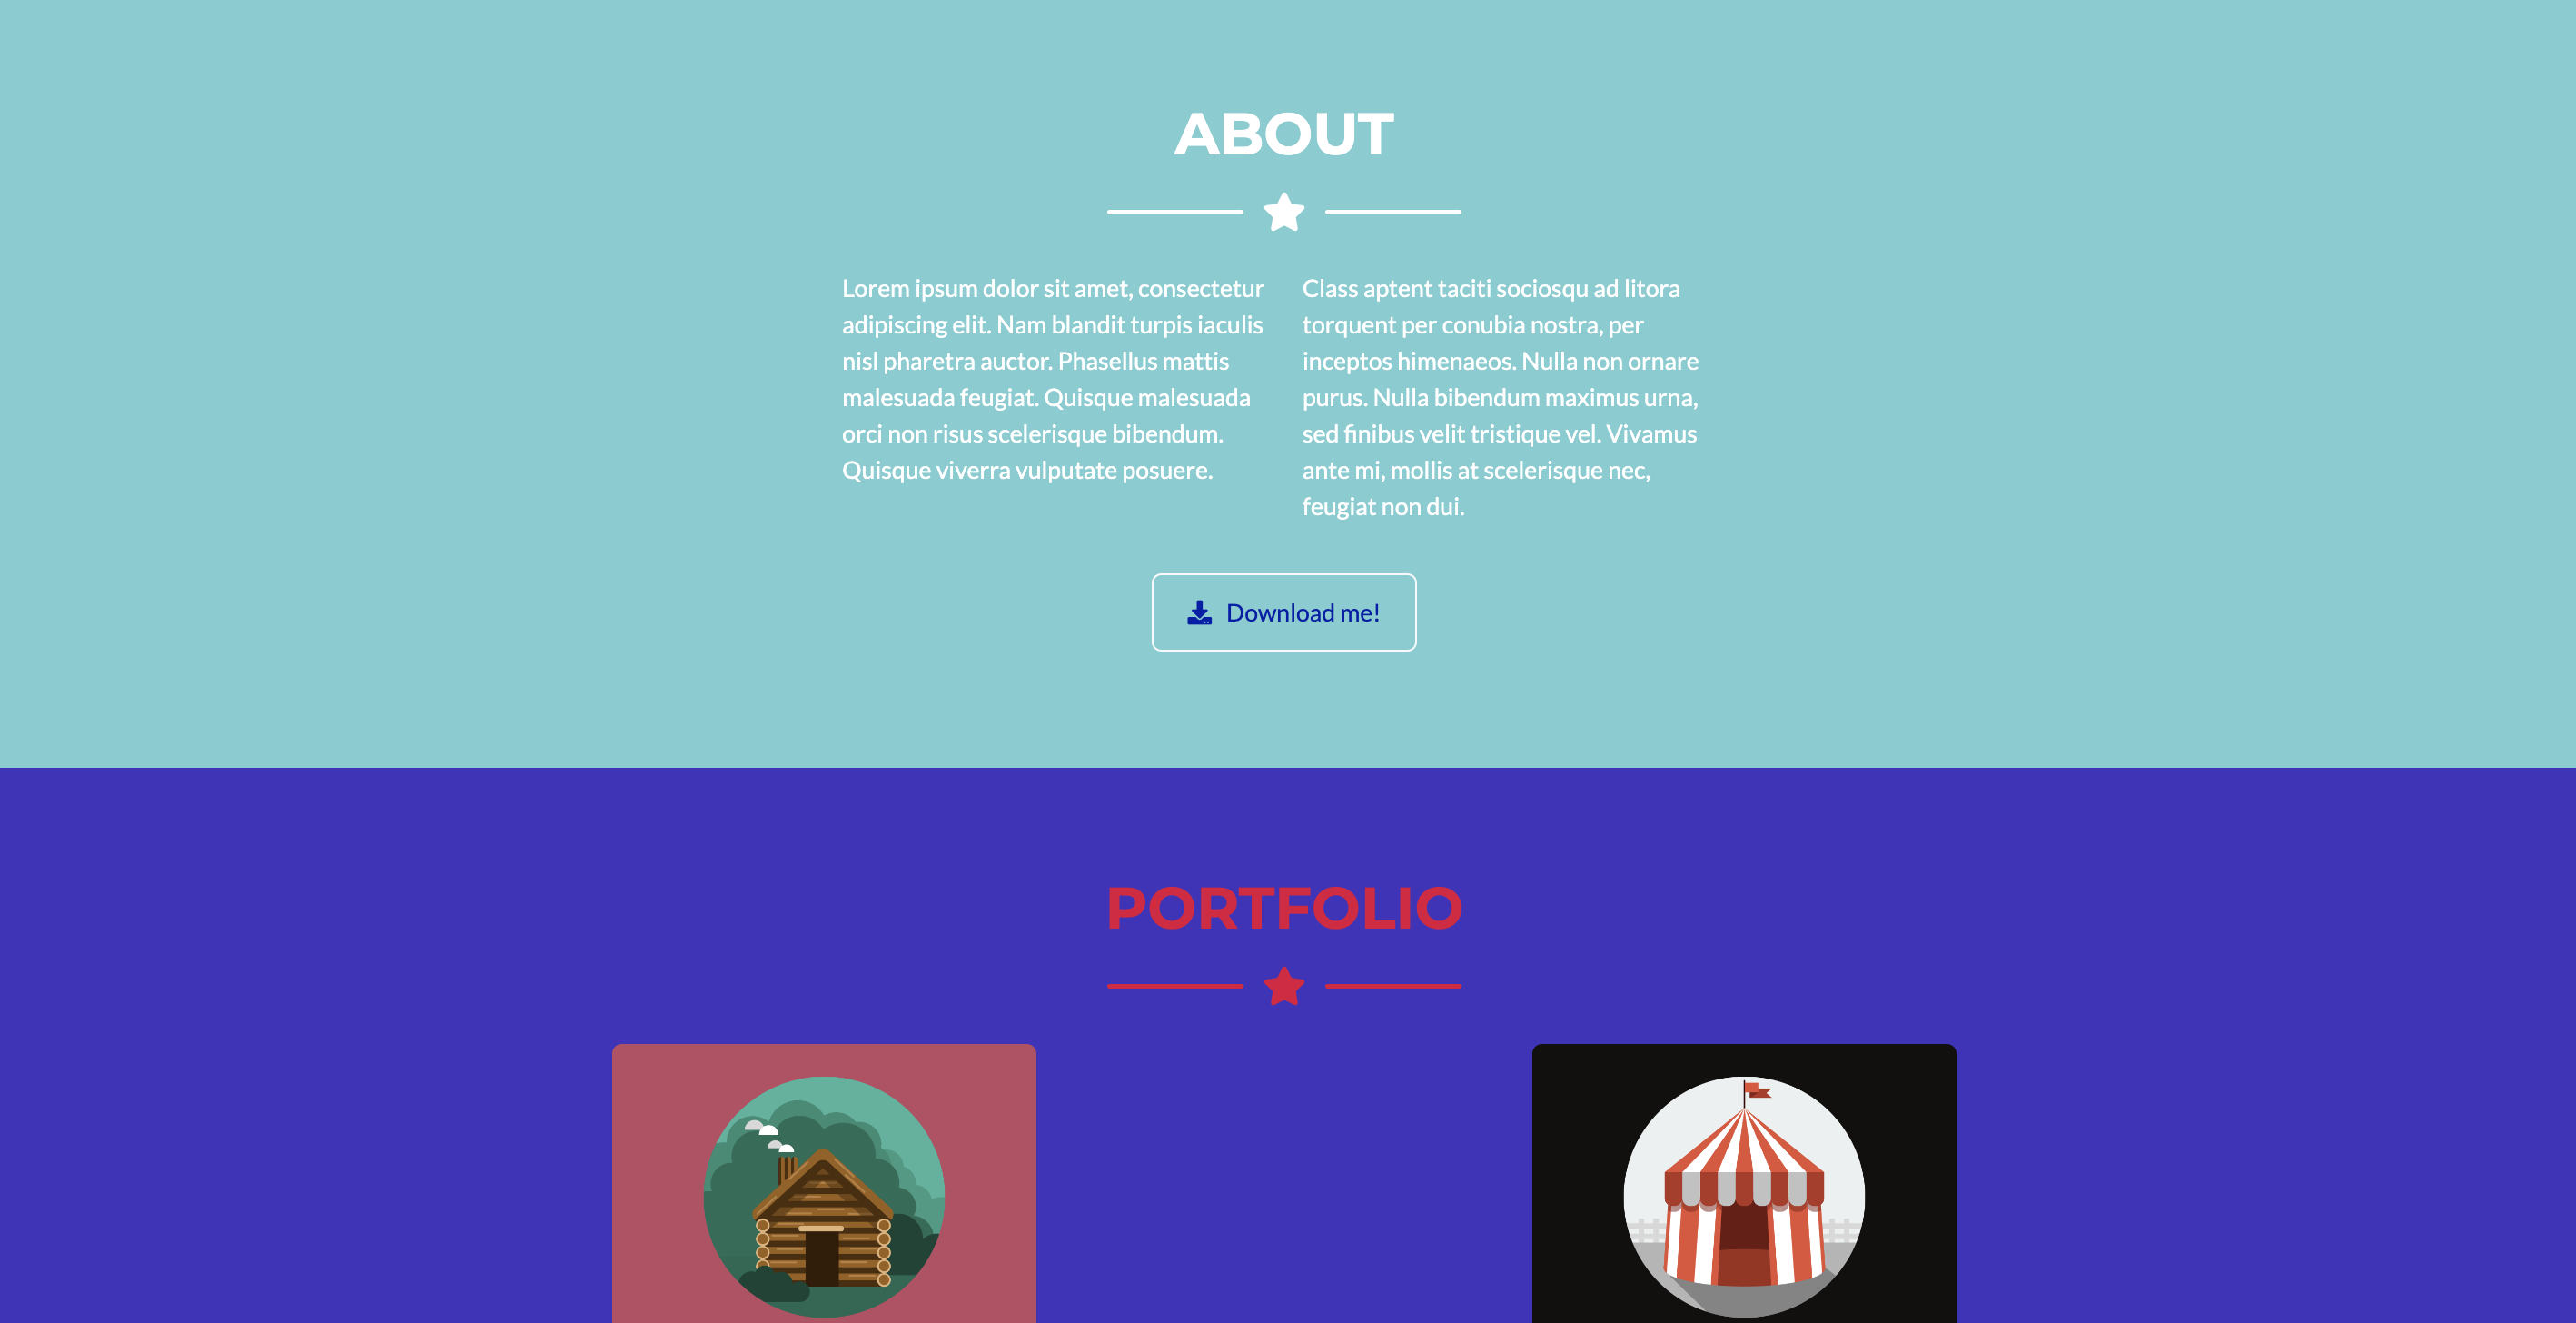 ABOUT
Lorem ipsum dolor sit amet, consectetur
adipiscing elit. Nam blandit turpis iaculis
nisl pharetra auctor. Phasellus mattis
malesuada feugiat. Quisque malesuada
orci non risus scelerisque bibendum.
Quisque viverra vulputate posuere.
Class aptent taciti sociosqu ad litora
torquent per conubia nostra, per
inceptos himenaeos. Nulla non ornare
purus. Nulla bibendum maximus urna,
sed finibus velit tristique vel. Vivamus
ante mi, mollis at scelerisque nec,
feugiat non dui.
Download me!
PORTFOLIO